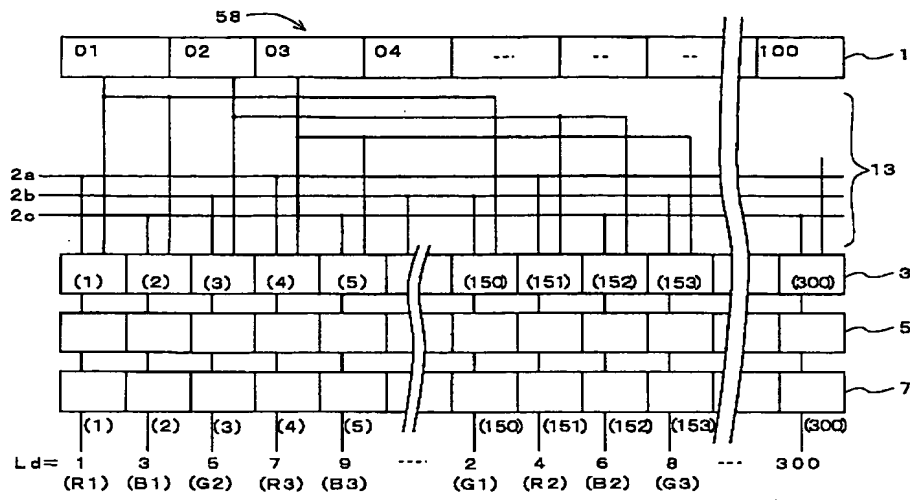 58
01 02 03 04 --- -- -- 100 1
13
2a
2b
2c
(1) (2) (3) (4) (5) (150) (151) (152) (153) (300) 3
5
7
(1) (2) (3) (4) (5) (150) (151) (152) (153) (300)
Ld= 1 3 5 7 9 ---- 2 4 6 8 --- 300
(R1) (B1) (G2) (R3) (B3) (G1) (R2) (B2) (G3)